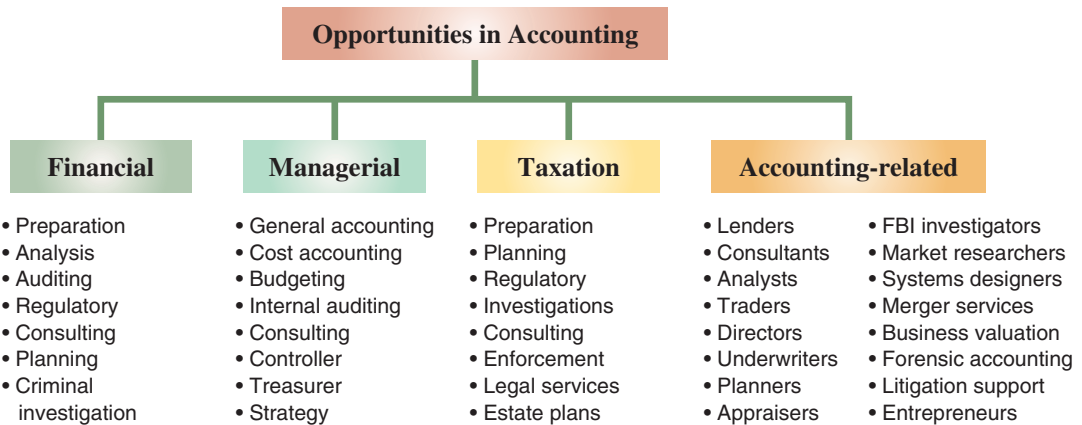 Opportunities in Accounting
Financial
• Preparation
• Analysis
• Auditing
• Regulatory
• Consulting
• Planning
• Criminal
investigation
Managerial
• General accounting
• Cost accounting
• Budgeting
• Internal auditing
• Consulting
• Controller
• Treasurer
• Strategy
Taxation
• Preparation
• Planning
• Regulatory
• Investigations
• Consulting
• Enforcement
• Legal services
• Estate plans
Accounting-related
• Lenders
• Consultants
• Analysts
• Traders
• Directors
• Underwriters
• Planners
• Appraisers
• FBI investigators
• Market researchers
• Systems designers
• Merger services
• Business valuation
• Forensic accounting
• Litigation support
• Entrepreneurs